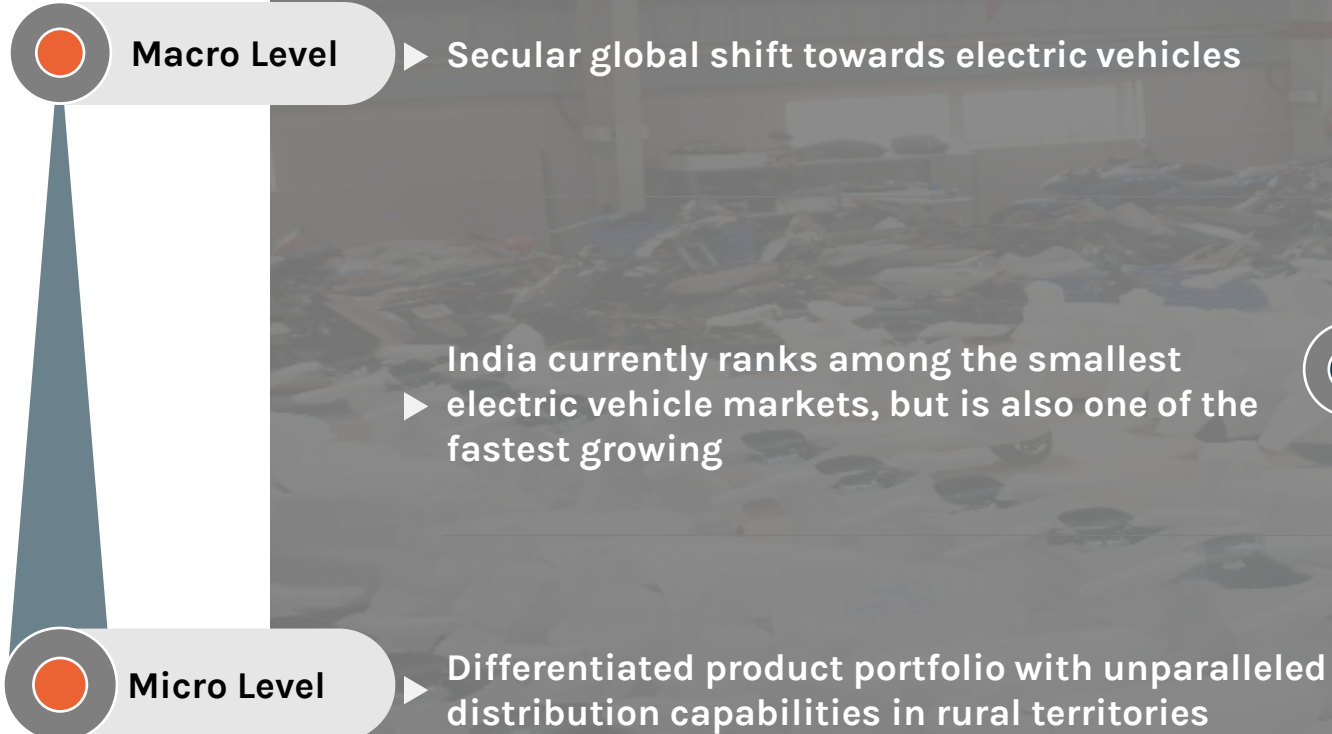 Macro Level
Secular global shift towards electric vehicles
India currently ranks among the smallest
electric vehicle markets, but is also one of the
fastest growing
Micro Level
Differentiated product portfolio with unparalleled
distribution capabilities in rural territories